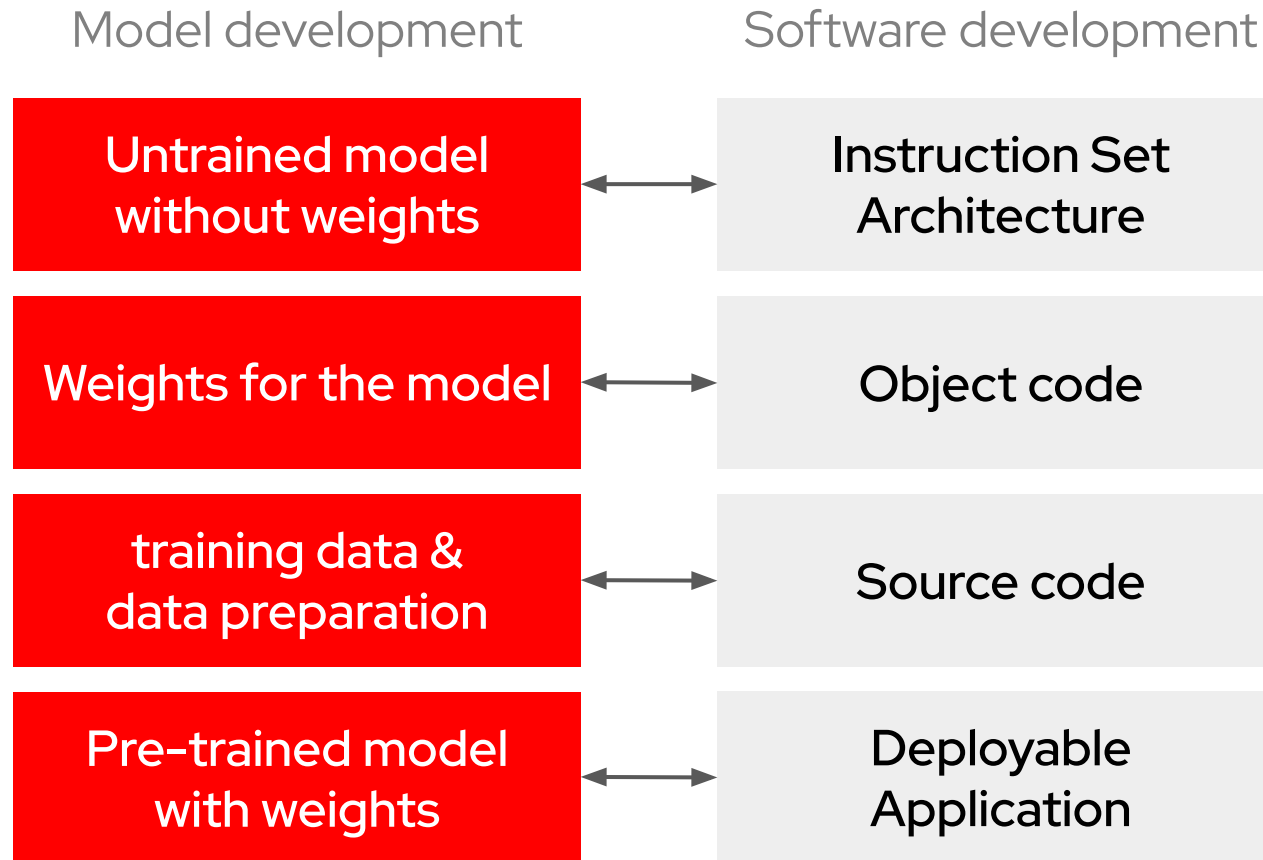 Model development
Software development
Untrained model
without weights
Instruction Set
Architecture
Weights for the model
Object code
training data &
data preparation
Source code
Pre-trained model
with weights
Deployable
Application